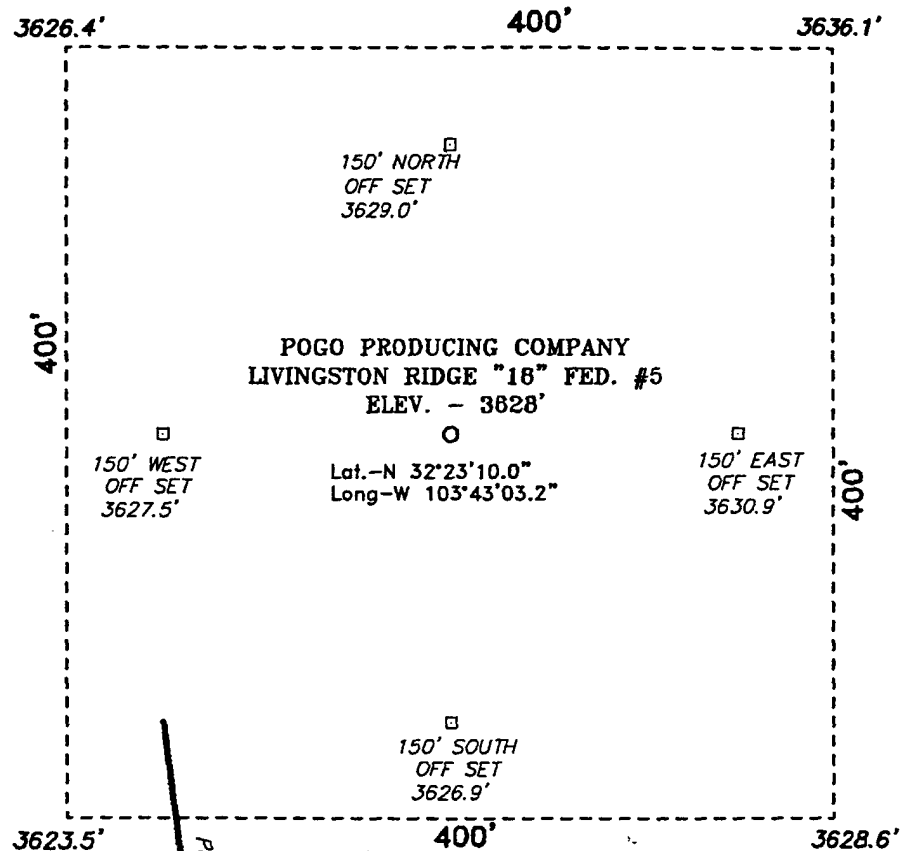 3626.4' 400' 3636.1'
150' NORTH
OFF SET
3629.0'
400'
POGO PRODUCING COMPANY
LIVINGSTON RIDGE "18" FED. #5
ELEV. - 3628'
150' WEST
OFF SET
3627.5'
Lat.-N 32°23'10.0"
Long-W 103°43'03.2"
150' EAST
OFF SET
3630.9'
400'
150' SOUTH
OFF SET
3626.9'
3623.5' 400' 3628.6'